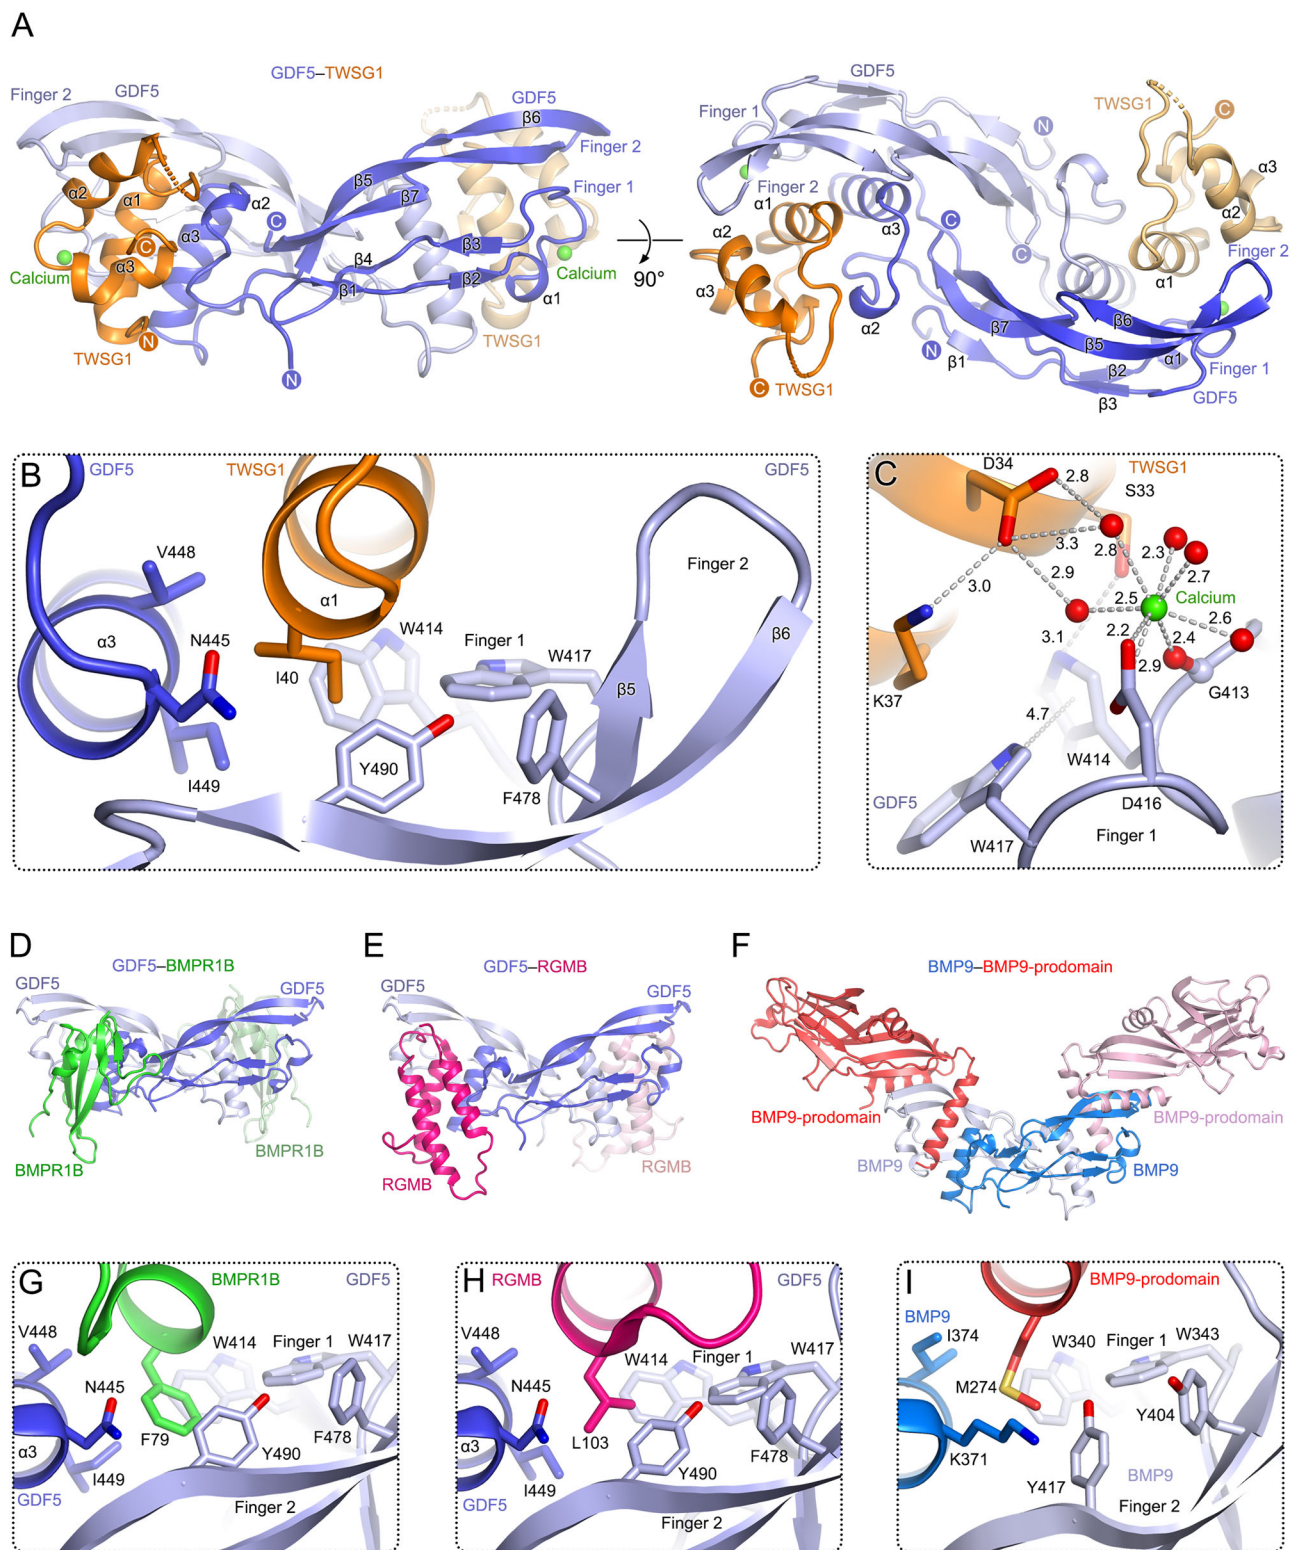 A
GDF5–TWSG1
Finger 2
GDF5
GDF5
β6
Finger 2
Finger 1
α2
α1
α2
β5
β7
α3
C
C
α3
β4
β3
β2
β1
α1
Calcium
Calcium
N
TWSG1
TWSG1
N
90°
GDF5
Finger 1
N
TWSG1
C
Finger 2
α1
α2
α3
α3
α2
α3
C
C
α1
Finger 2
α2
N
β7
β6
β5
β1
β2
α1
Finger 1
β3
GDF5
C
TWSG1
B
GDF5
TWSG1
GDF5
V448
Finger 2
α1
α3
N445
W414
Finger 1
β6
I40
W417
β5
Y490
I449
F478
C
D34
TWSG1
2.8
S33
3.3
2.8
2.3
2.9
2.7
3.0
2.5
Calcium
2.6
3.1
2.2
2.4
2.9
G413
K37
4.7
W414
GDF5
D416
W417
Finger 1
D
GDF5–BMPR1B
GDF5
GDF5
BMPR1B
BMPR1B
E
GDF5–RGMB
GDF5
GDF5
RGMB
RGMB
F
BMP9–BMP9-prodomain
BMP9-prodomain
BMP9-prodomain
BMP9
BMP9
G
BMPR1B
GDF5
V448
W414
Finger 1
W417
N445
F79
F478
α3
Y490
I449
GDF5
Finger 2
H
RGMB
GDF5
V448
W414
Finger 1
W417
N445
L103
α3
F478
Y490
I449
GDF5
Finger 2
I
BMP9-prodomain
BMP9
I374
W340
Finger 1
W343
M274
Y404
K371
Y417
BMP9
Finger 2